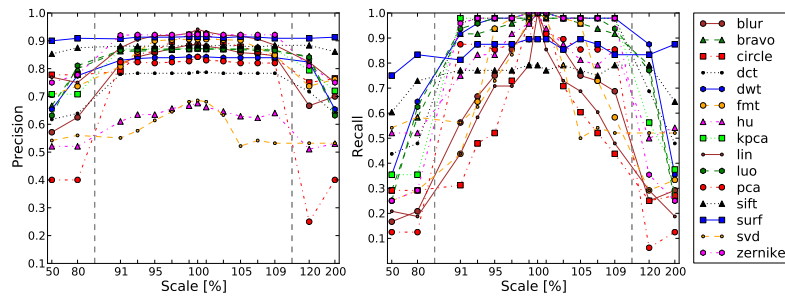 1.0
0.9
0.8
0.7
0.6
0.5
0.4
0.3
0.2
0.1
Precision
50 80 91 95 100 105 109 120 200
Scale [%]
1.0
0.9
0.8
0.7
0.6
0.5
0.4
0.3
0.2
0.1
Recall
50 80 91 95 100 105 109 120 200
Scale [%]
blur
bravo
circle
dct
dwt
fmt
hu
kpca
lin
luo
pca
sift
surf
svd
zernike